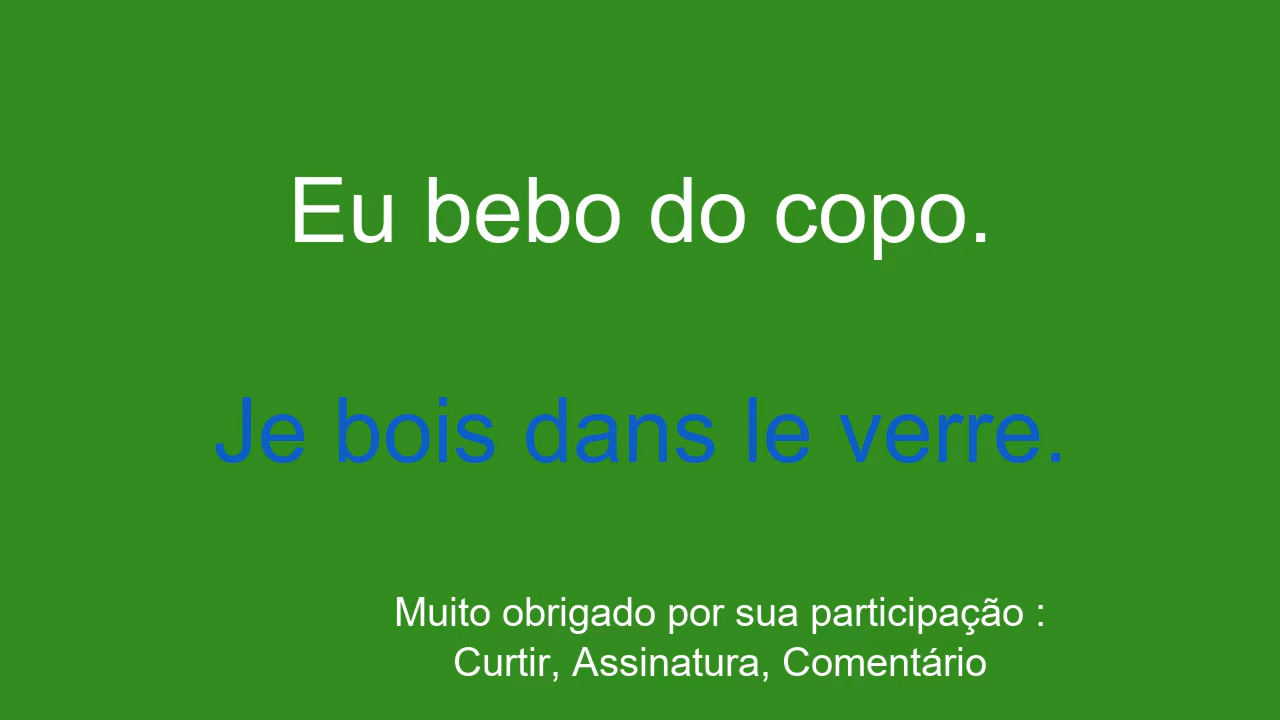 Eu bebo do copo.
Je bois dans le verre.
Muito obrigado por sua participação :
Curtir, Assinatura, Comentário